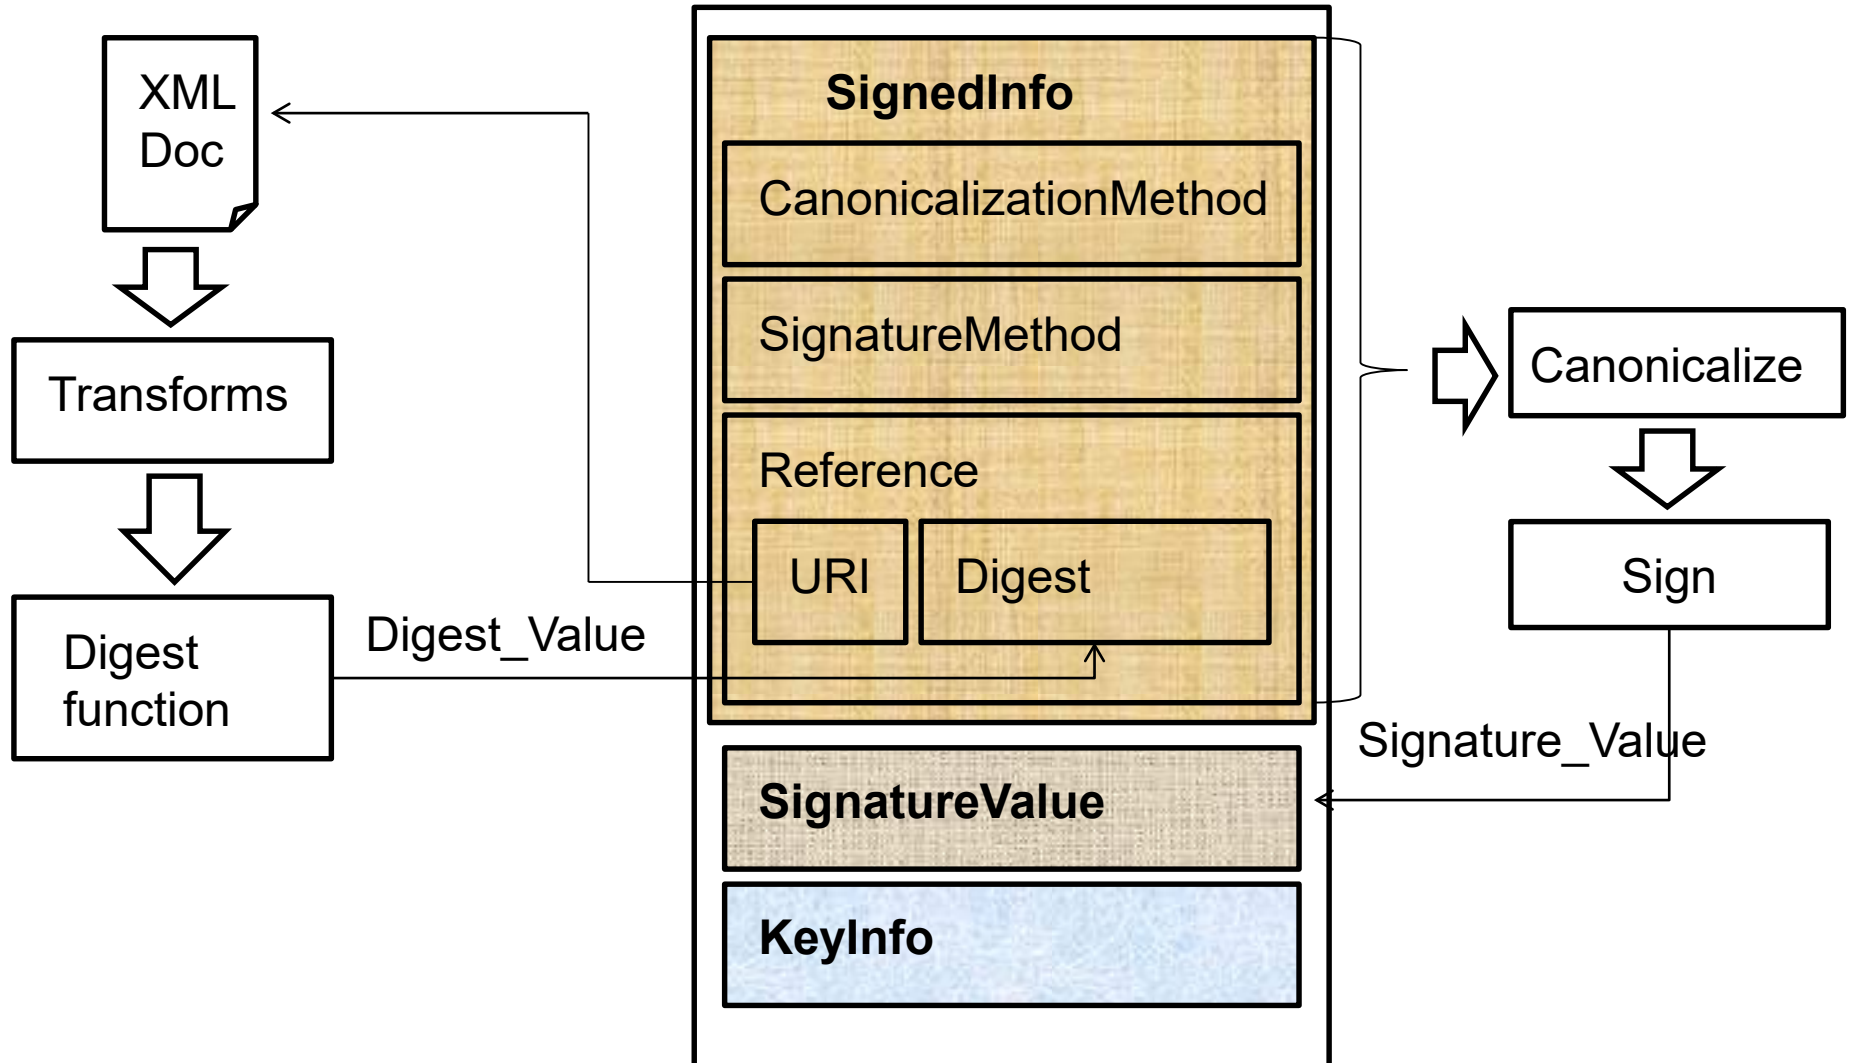 XML
Doc
Transforms
Digest
function
Digest_Value
SignedInfo
CanonicalizationMethod
SignatureMethod
Reference
URI
Digest
SignatureValue
KeyInfo
Canonicalize
Sign
Signature_Value